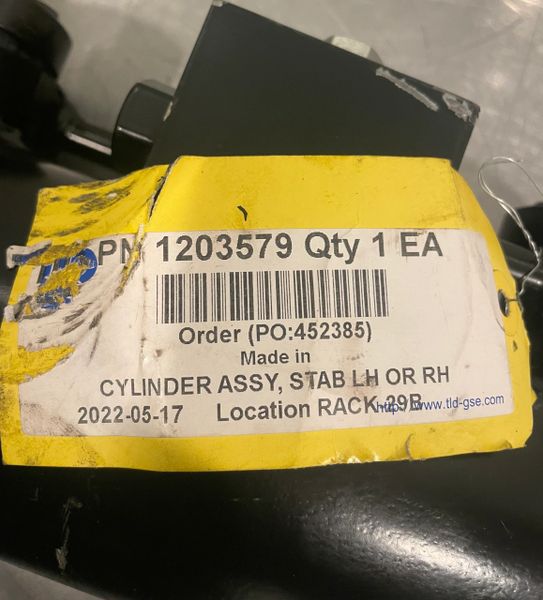 PN 1203579 Qty 1 EA
Order (PO:452385)
Made in
CYLINDER ASSY, STAB LH OR RH
2022-05-17 Location RACK 29B
http://www.tld-gse.com